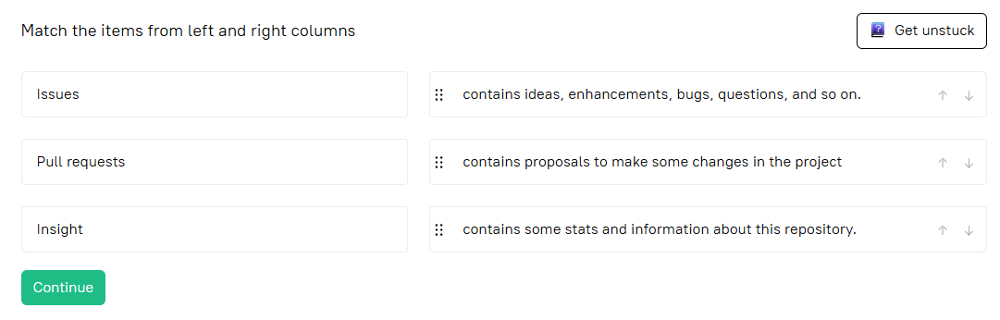 Match the items from left and right columns
Get unstuck
Issues
contains ideas, enhancements, bugs, questions, and so on.
Pull requests
contains proposals to make some changes in the project
Insight
contains some stats and information about this repository.
Continue